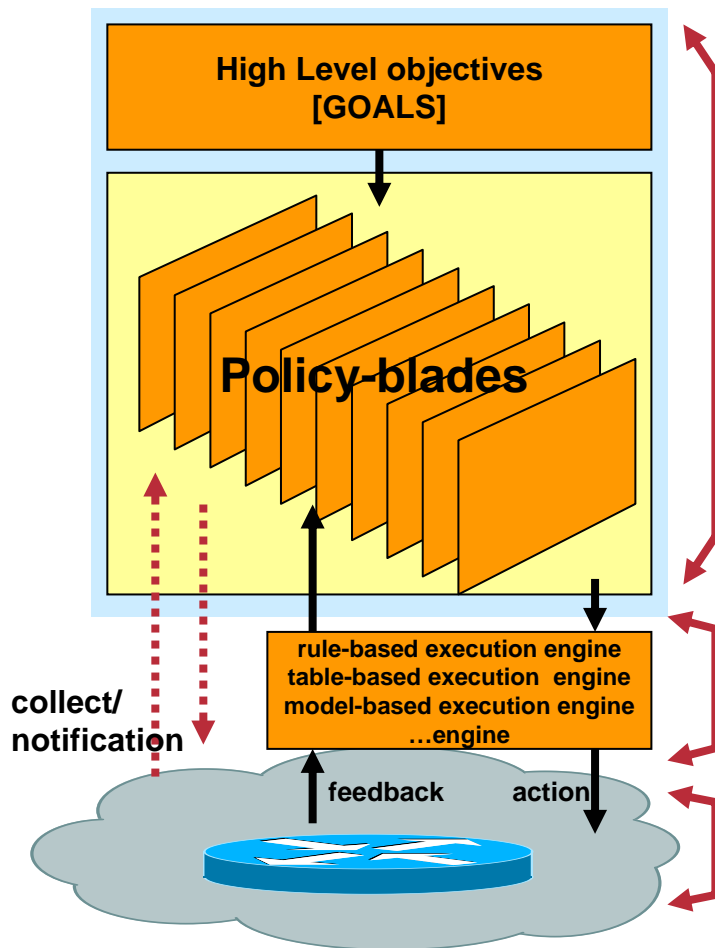 High Level objectives
[GOALS]
Policy-blades
rule-based execution engine
table-based execution  engine
model-based execution engine
…engine
collect/
notification
feedback
action